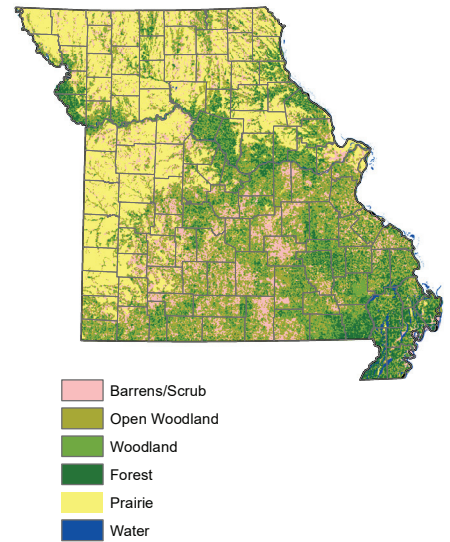 Barrens/Scrub
Open Woodland
Woodland
Forest
Prairie
Water